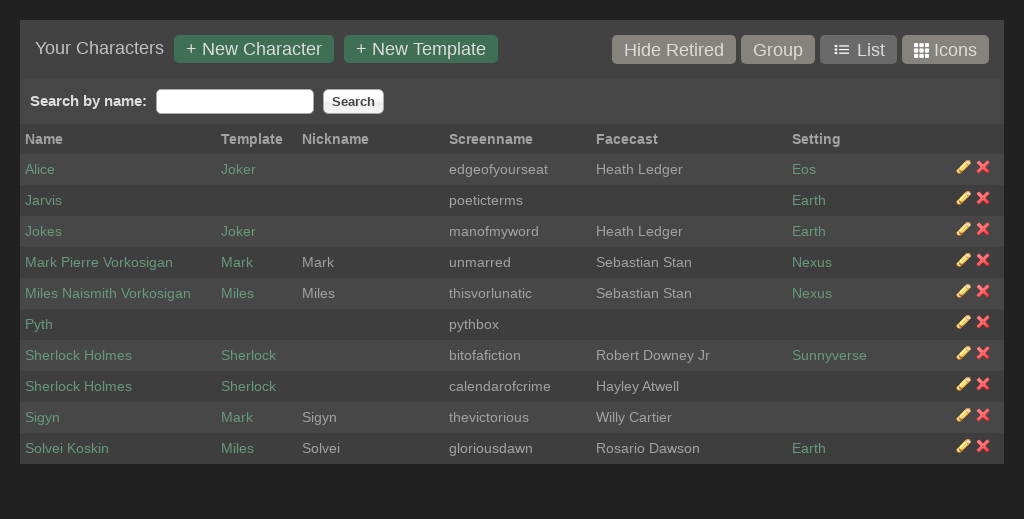 Your Characters + New Character + New Template Hide Retired Group List Icons
Search by name: Search
Name Template Nickname Screenname Facecast Setting
Alice Joker edgeofyourseat Heath Ledger Eos
Jarvis poeticterms Earth
Jokes Joker manofmyword Heath Ledger Earth
Mark Pierre Vorkosigan Mark Mark unmarred Sebastian Stan Nexus
Miles Naismith Vorkosigan Miles Miles thisvorlunatic Sebastian Stan Nexus
Pyth pythbox
Sherlock Holmes Sherlock bitofafiction Robert Downey Jr Sunnyverse
Sherlock Holmes Sherlock calendarofcrime Hayley Atwell
Sigyn Mark Sigyn thevictorious Willy Cartier
Solvei Koskin Miles Solvei gloriousdawn Rosario Dawson Earth